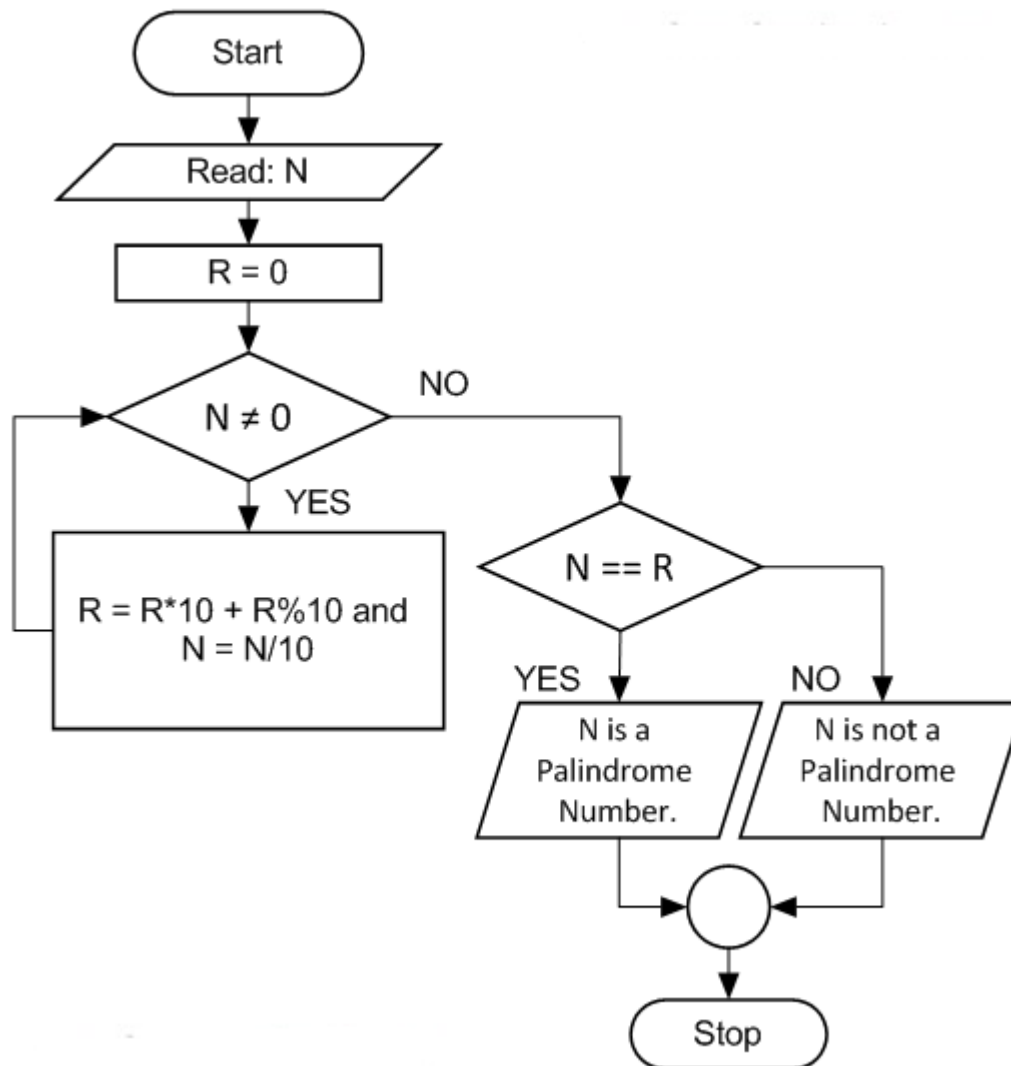 Start
Read: N
R = 0
N ≠ 0
NO
YES
R = R*10 + R%10 and
N = N/10
N == R
YES
NO
N is a
Palindrome
Number.
N is not a
Palindrome
Number.
Stop